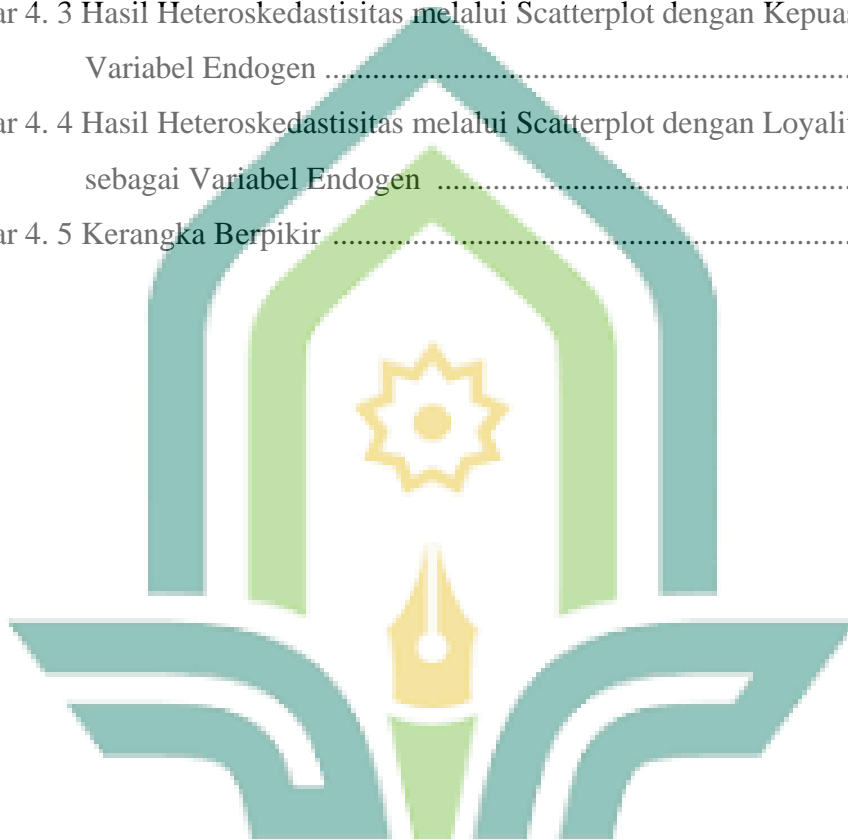 ar 4. 3 Hasil Heteroskedastisitas melalui Scatterplot dengan Kepuas
Variabel Endogen ................................................................................
ar 4. 4 Hasil Heteroskedastisitas melalui Scatterplot dengan Loyalit
sebagai Variabel Endogen ................................................................
ar 4. 5 Kerangka Berpikir ................................................................................